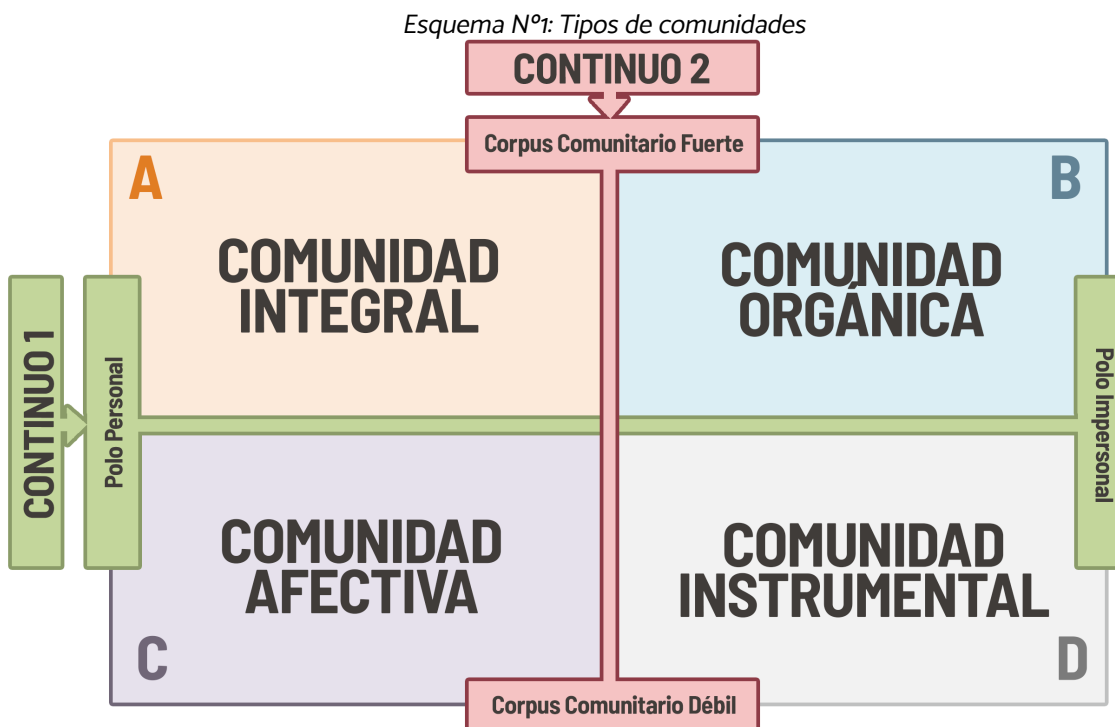 Esquema Nº1: Tipos de comunidades
CONTINUO 2
Corpus Comunitario Fuerte
A
B
COMUNIDAD
INTEGRAL
COMUNIDAD
ORGÁNICA
CONTINUO 1
Polo Personal
Polo Impersonal
COMUNIDAD
AFECTIVA
COMUNIDAD
INSTRUMENTAL
C
D
Corpus Comunitario Débil